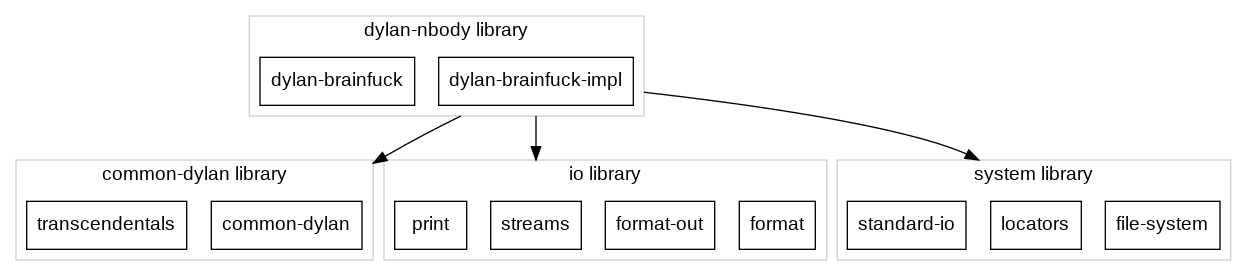 dylan-nbody library
dylan-brainfuck
dylan-brainfuck-impl
common-dylan library
transcendentals
common-dylan
io library
print
streams
format-out
format
system library
standard-io
locators
file-system